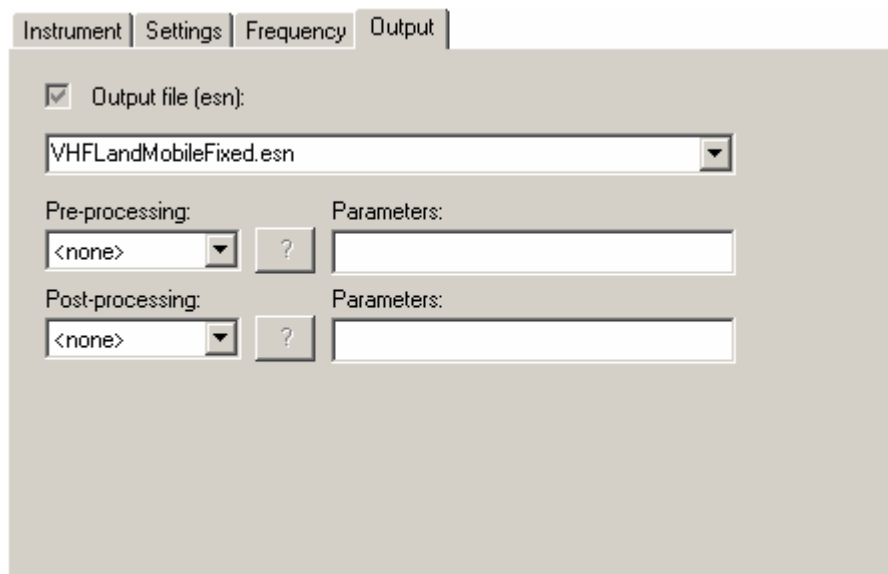 Instrument Settings Frequency Output
Output file (esn):
VHFLandMobileFixed.esn
Pre-processing: Parameters:
<none> ?
Post-processing: Parameters:
<none> ?